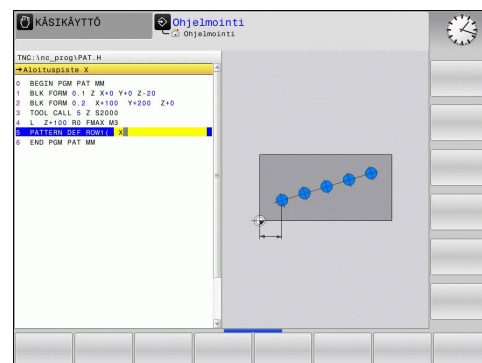 KÄSIKÄYTTÖ
Ohjelmointi
Ohjelmointi
TNC:\nc_prog\PAT.H
→Aloituspiste X
0 BEGIN PGM PAT MM
1 BLK FORM 0.1 Z X+0 Y+0 Z-20
2 BLK FORM 0.2 X+100 Y+200 Z+0
3 TOOL CALL 5 Z S2000
4 L Z+100 R0 FMAX M3
5 PATTERN DEF ROW1( X
6 END PGM PAT MM